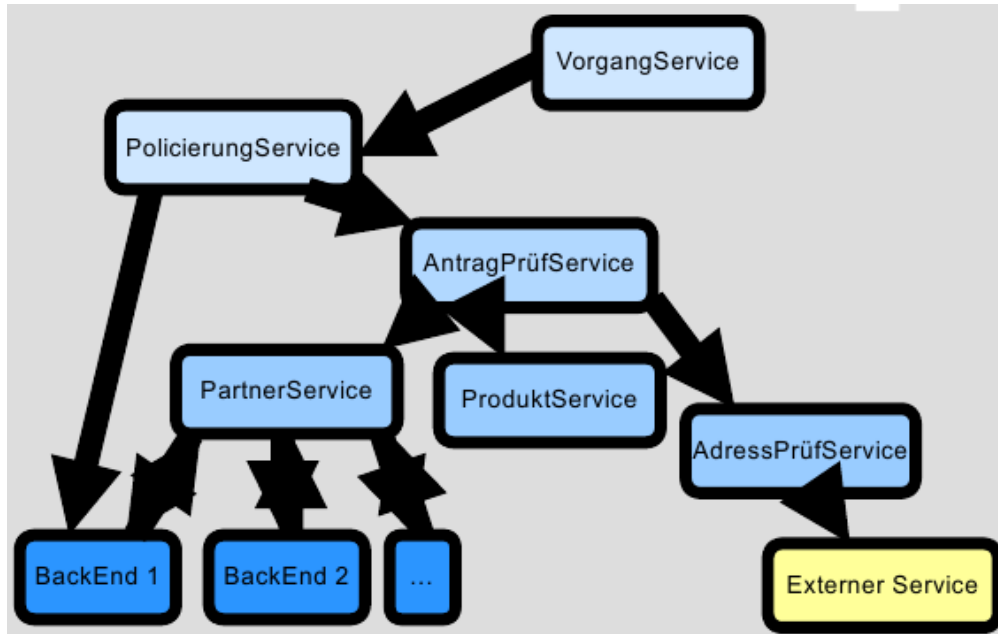 VorgangService
PolicierungService
AntragPrüfService
PartnerService
ProduktService
AdressPrüfService
BackEnd 1
BackEnd 2
...
Externer Service